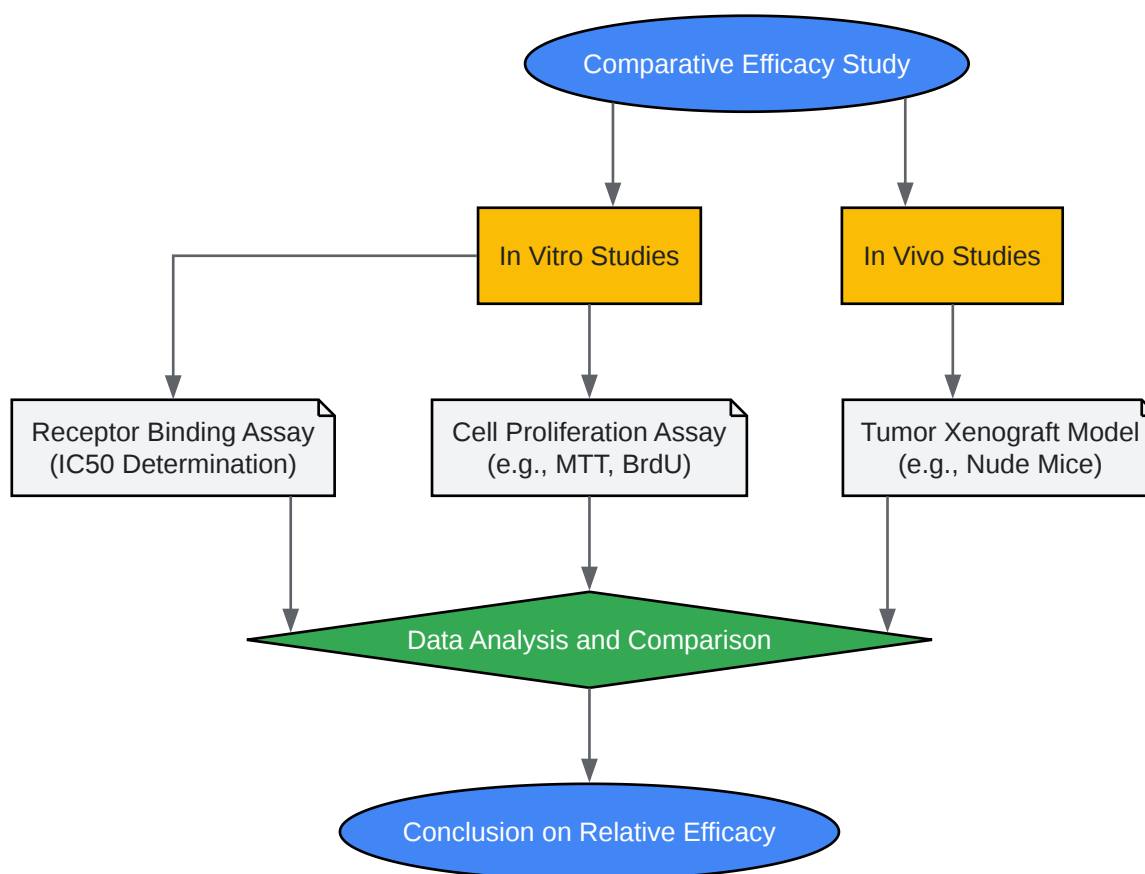 Comparative Efficacy Study
In Vitro Studies
In Vivo Studies
Receptor Binding Assay
(IC50 Determination)
Cell Proliferation Assay
(e.g., MTT, BrdU)
Tumor Xenograft Model
(e.g., Nude Mice)
Data Analysis and Comparison
Conclusion on Relative Efficacy